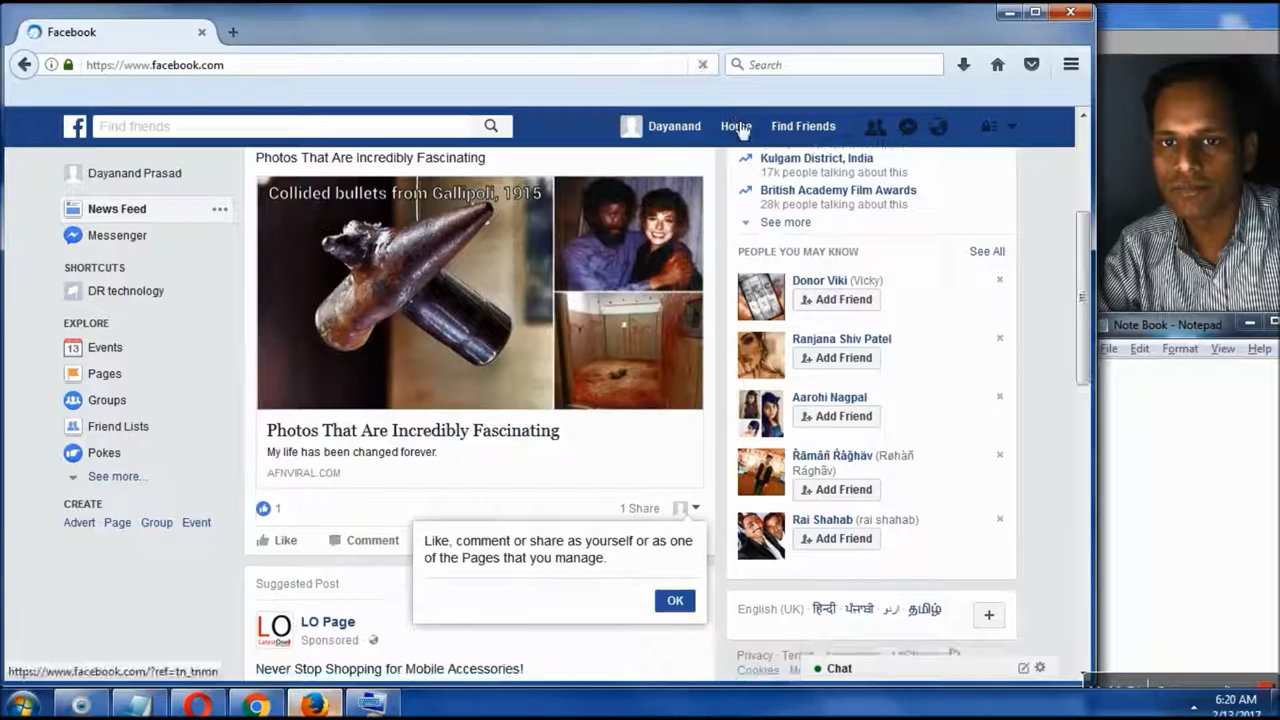 Facebook
https://www.facebook.com
Search
Find friends
Dayanand
Home
Find Friends
Dayanand Prasad
News Feed
Messenger
SHORTCUTS
DR technology
EXPLORE
13
Events
Pages
Groups
Friend Lists
Pokes
See more...
CREATE
Advert
Page
Group
Event
Photos That Are Incredibly Fascinating
Collided bullets from Gallipoli, 1915
Photos That Are Incredibly Fascinating
My life has been changed forever.
AFNVIRAL.COM
1
1 Share
Like
Comment
Like, comment or share as yourself or as one
of the Pages that you manage.
OK
Suggested Post
LO
LO Page
Sponsored
Never Stop Shopping for Mobile Accessories!
Kulgam District, India
17k people talking about this
British Academy Film Awards
28k people talking about this
See more
PEOPLE YOU MAY KNOW
See All
Donor Viki (Vicky)
Add Friend
Ranjana Shiv Patel
Add Friend
Aarohi Nagpal
Add Friend
Add Friend
Rai Shahab (rai shahab)
Add Friend
English (UK) · हिन्दी · ਪੰਜਾਬੀ · اردو · தமிழ்
Privacy
Cookies
Chat
https://www.facebook.com/?ref=tn_tnmn
Note Book - Notepad
File Edit Format View Help
6:20 AM
2/13/2017